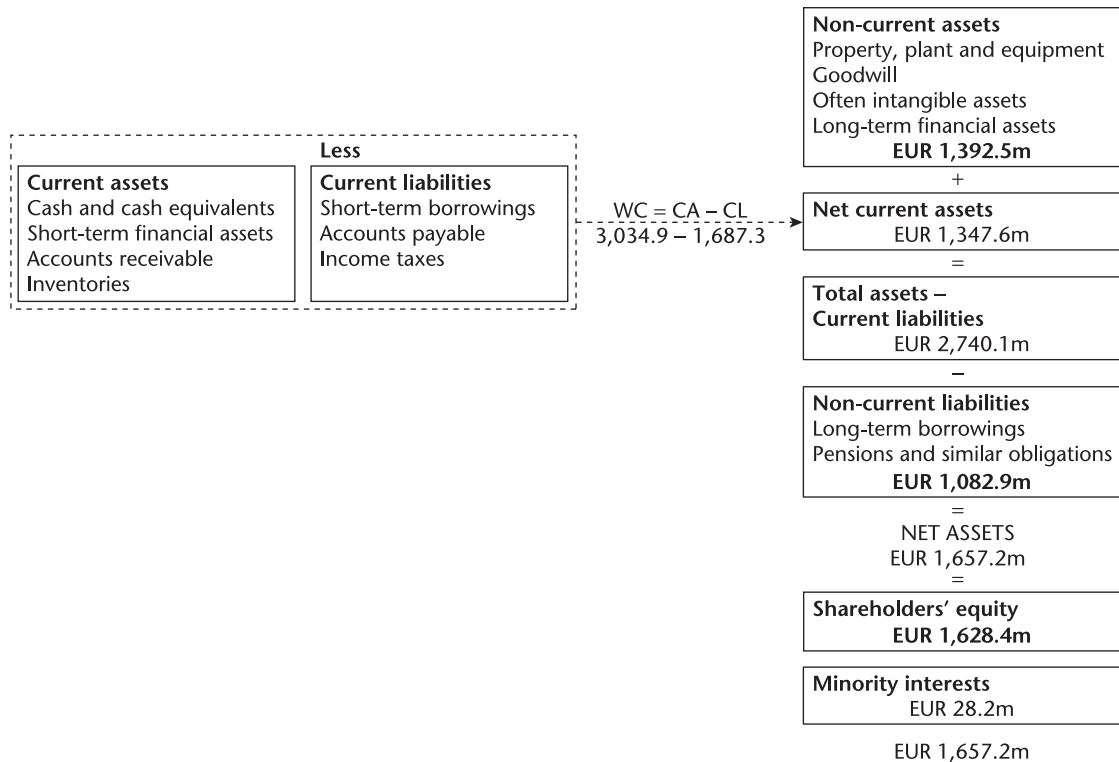 Less
Current assets
Cash and cash equivalents
Short-term financial assets
Accounts receivable
Inventories
Current liabilities
Short-term borrowings
Accounts payable
Income taxes
WC = CA – CL
3,034.9 – 1,687.3
Non-current assets
Property, plant and equipment
Goodwill
Often intangible assets
Long-term financial assets
EUR 1,392.5m
+
Net current assets
EUR 1,347.6m
=
Total assets –
Current liabilities
EUR 2,740.1m
–
Non-current liabilities
Long-term borrowings
Pensions and similar obligations
EUR 1,082.9m
=
NET ASSETS
EUR 1,657.2m
=
Shareholders’ equity
EUR 1,628.4m
Minority interests
EUR 28.2m
EUR 1,657.2m